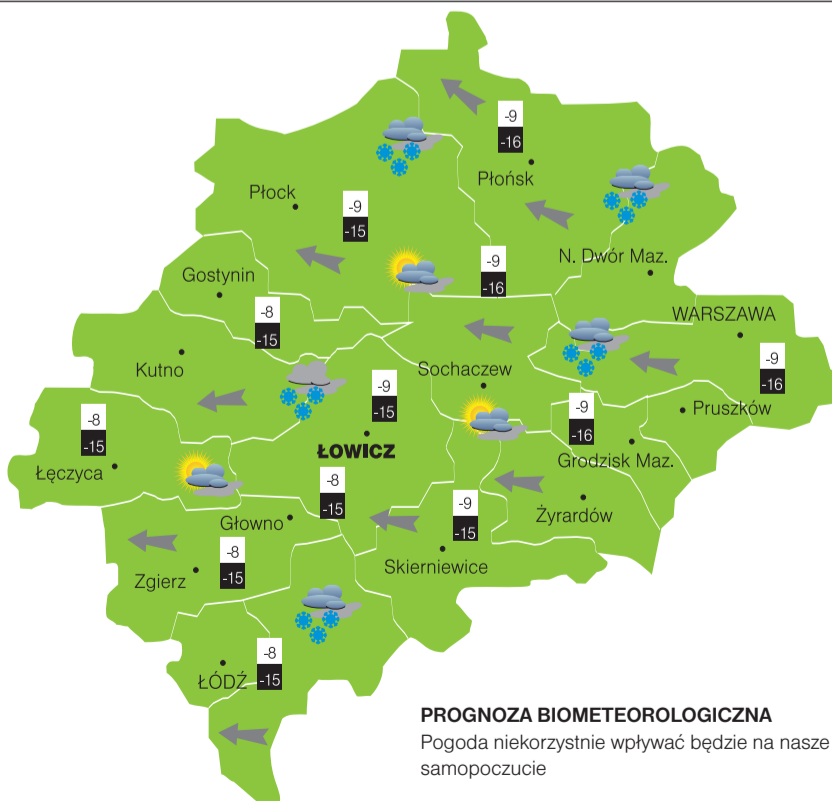 -9
-16
Płońsk
Płock
-9
-15
N. Dwór Maz.
-9
-16
Gostynin
-8
-15
WARSZAWA
Kutno
Sochaczew
-9
-16
-9
-15
-8
-15
-9
-16
Pruszków
ŁOWICZ
Grodzisk Maz.
Łęczyca
-8
-15
-9
-15
Głowno
Żyrardów
-8
-15
Skierniewice
Zgierz
-8
-15
ŁÓDŹ
PROGNOZA BIOMETEOROLOGICZNA
Pogoda niekorzystnie wpływać będzie na nasze
samopoczucie